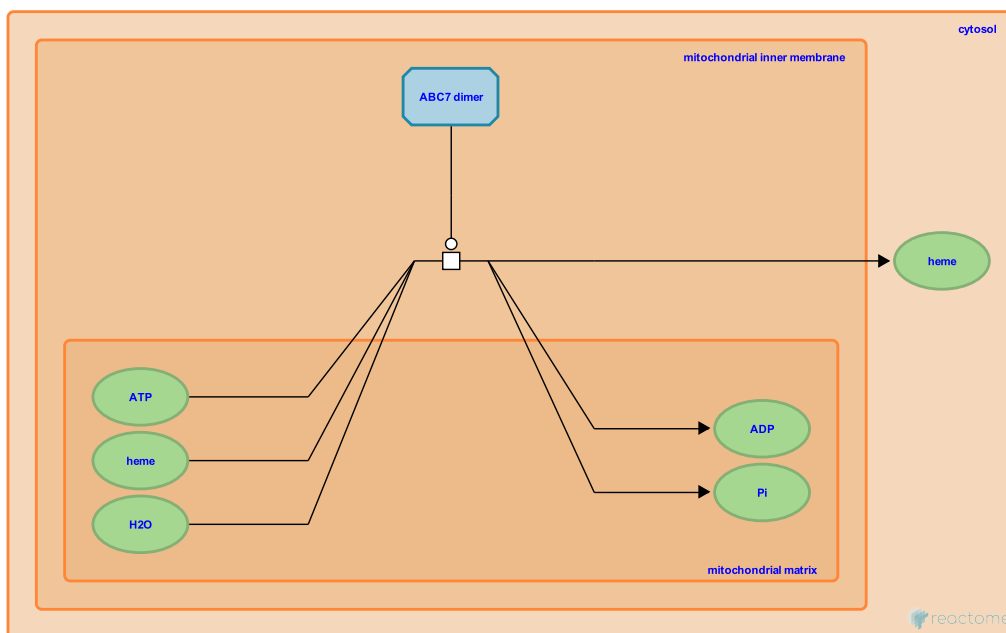 cytosol
mitochondrial inner membrane
ABC7 dimer
heme
ATP
heme
H2O
ADP
Pi
mitochondrial matrix
reactome